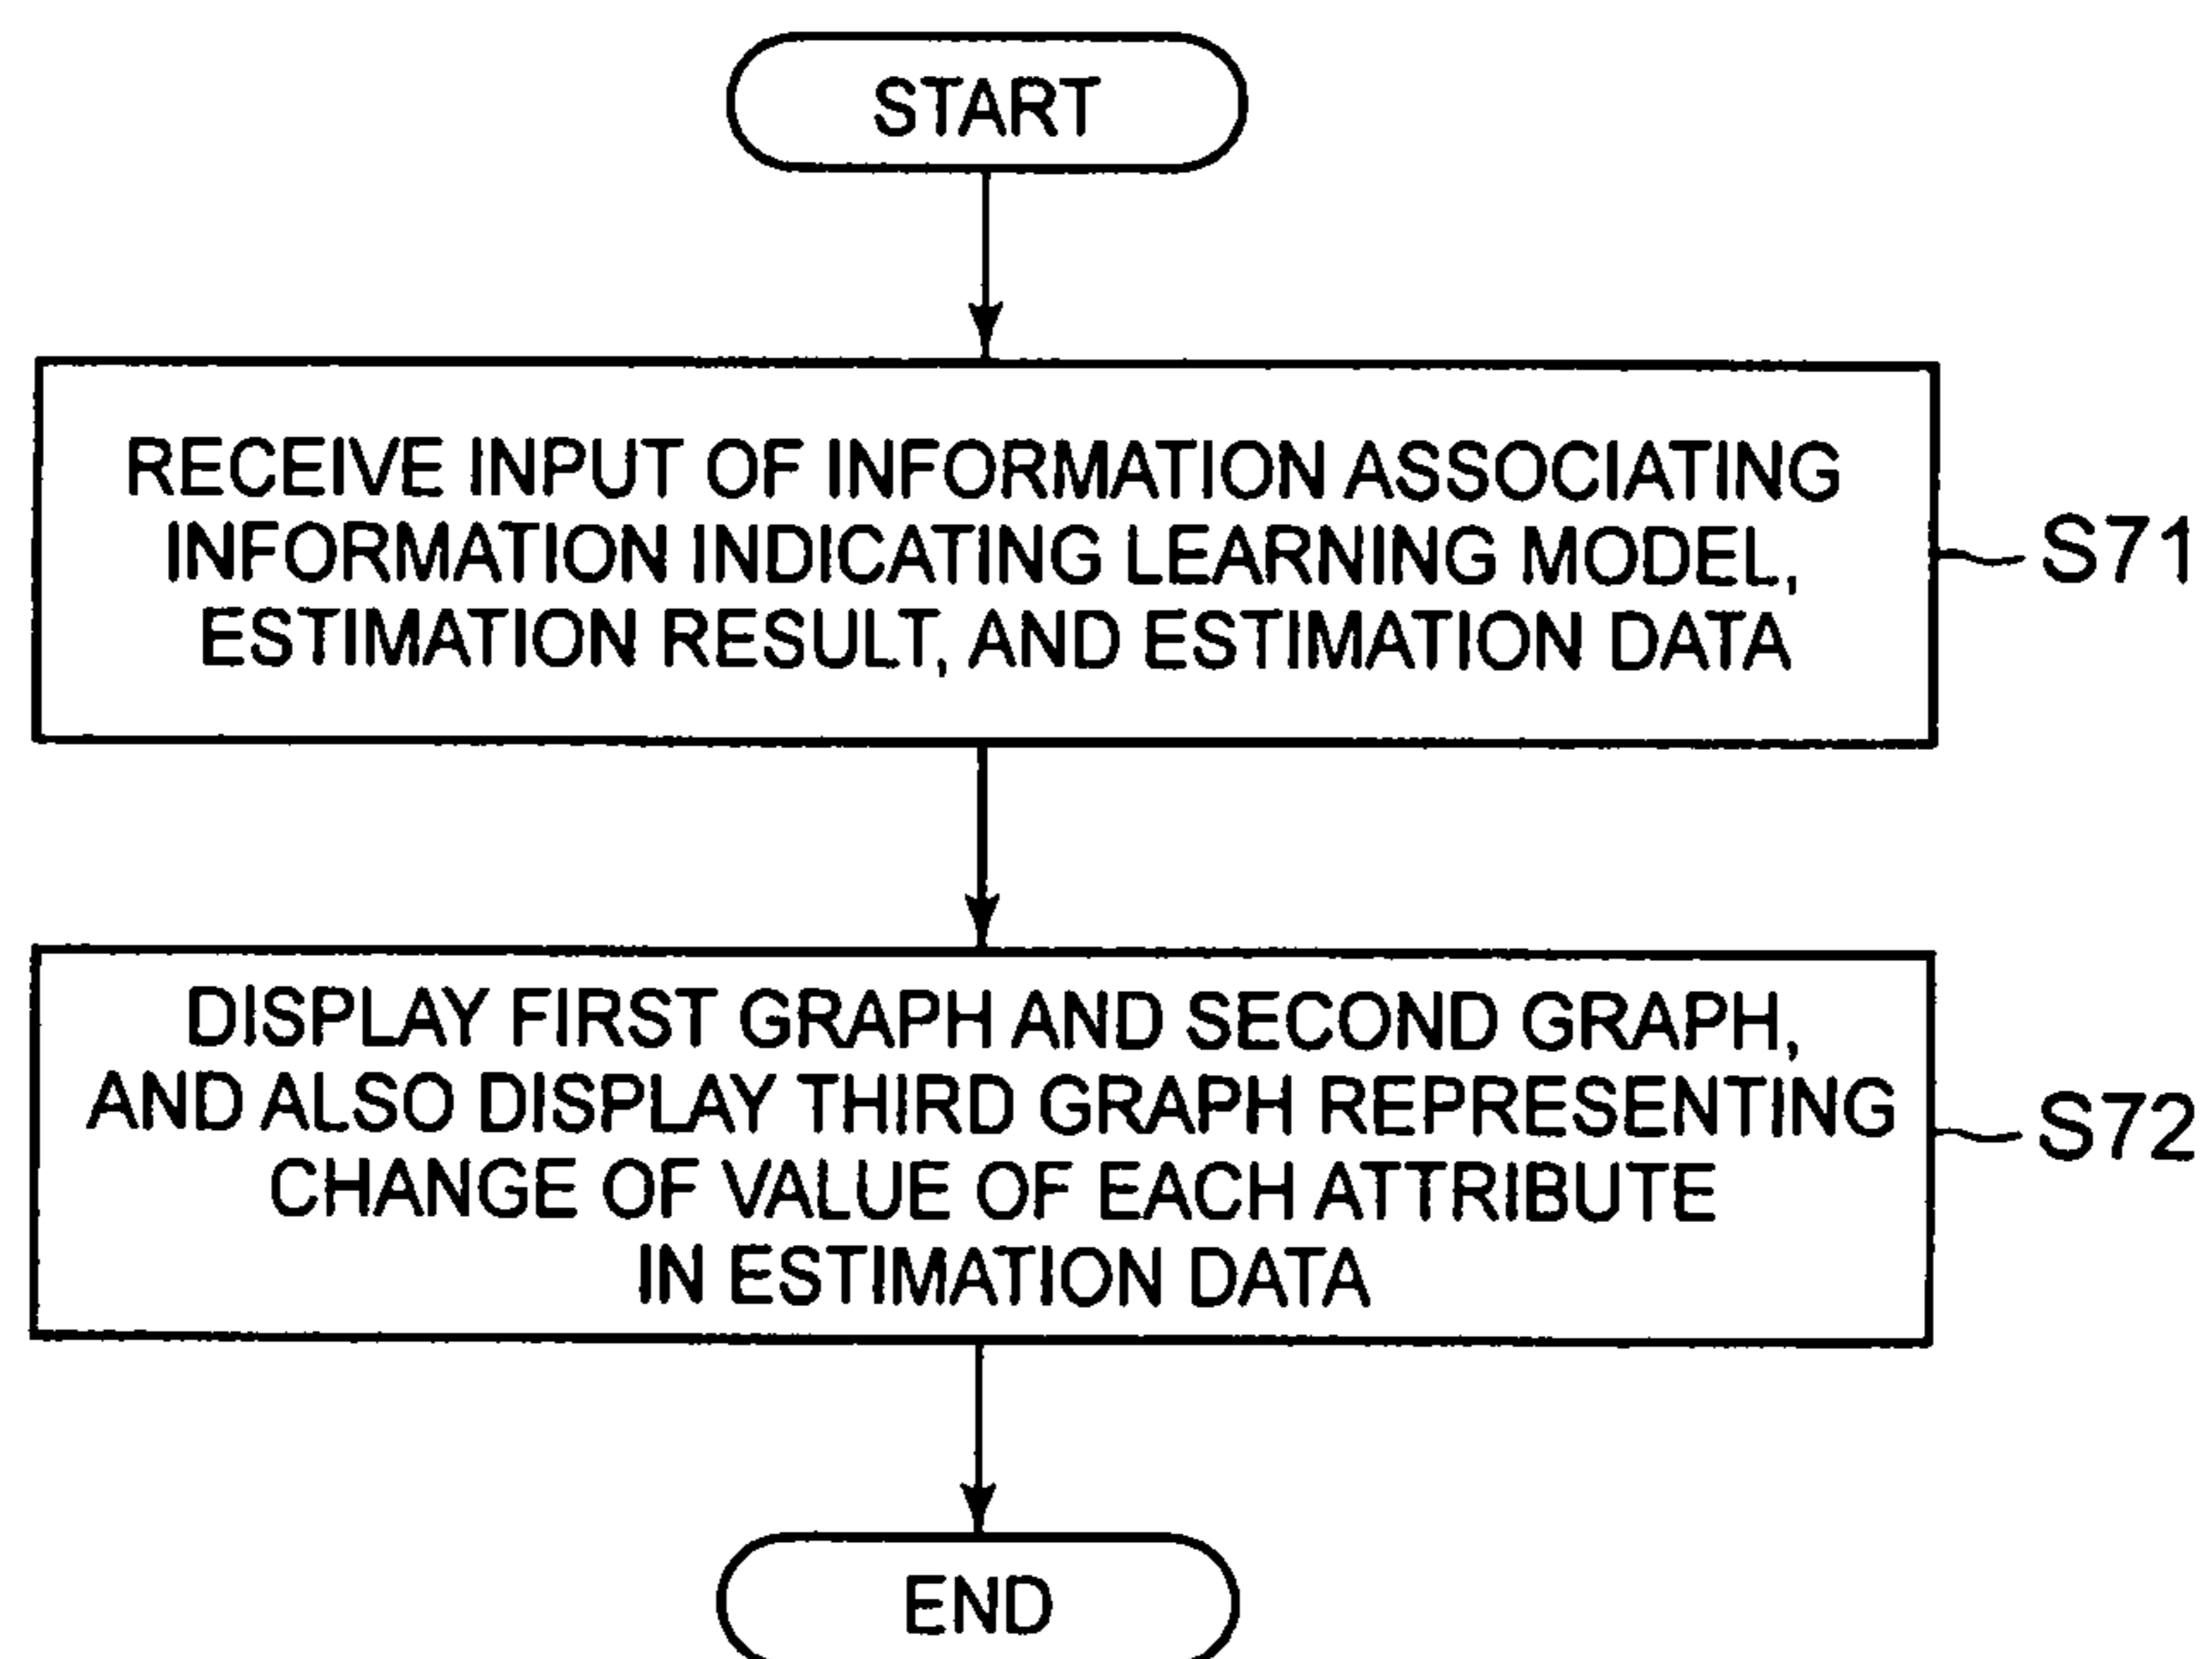 START
RECEIVE INPUT OF INFORMATION ASSOCIATING
INFORMATION INDICATING LEARNING MODEL,
ESTIMATION RESULT, AND ESTIMATION DATA
S71
DISPLAY FIRST GRAPH AND SECOND GRAPH,
AND ALSO DISPLAY THIRD GRAPH REPRESENTING
CHANGE OF VALUE OF EACH ATTRIBUTE
IN ESTIMATION DATA
S72
END